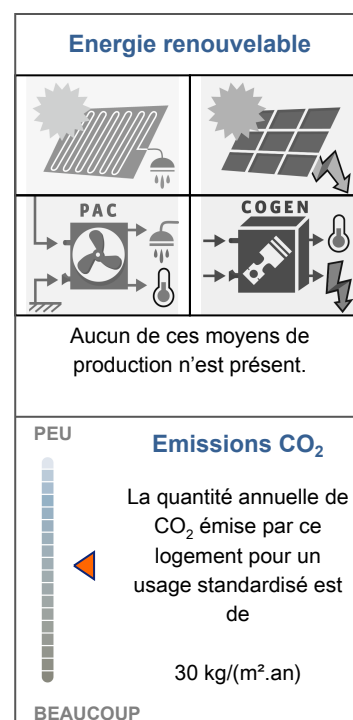 Energie renouvelable
PAC
COGEN
Aucun de ces moyens de
production n'est présent.
PEU
Emissions CO₂
La quantité annuelle de
CO₂ émise par ce
logement pour un
usage standardisé est
de
30 kg/(m².an)
BEAUCOUP